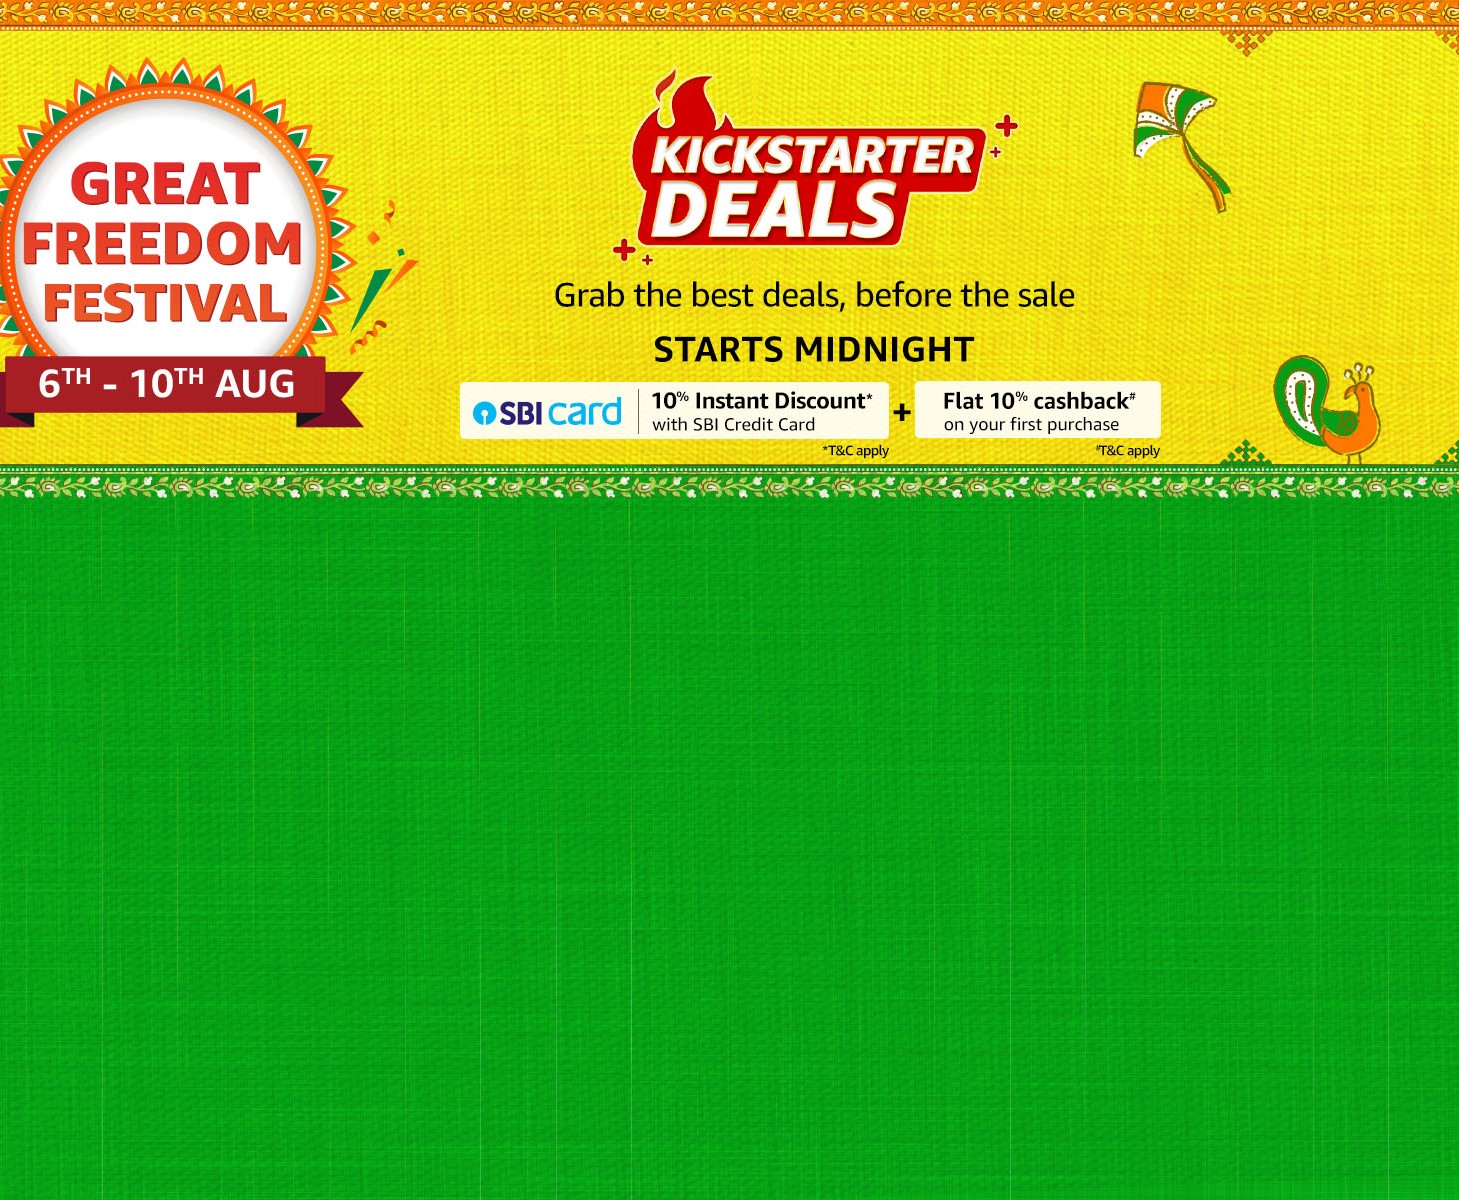 GREAT
FREEDOM
FESTIVAL
6TH - 10TH AUG
KICKSTARTER
DEALS
Grab the best deals, before the sale
STARTS MIDNIGHT
SBI card
10% Instant Discount*
with SBI Credit Card
*T&C apply
+
Flat 10% cashback#
on your first purchase
#T&C apply